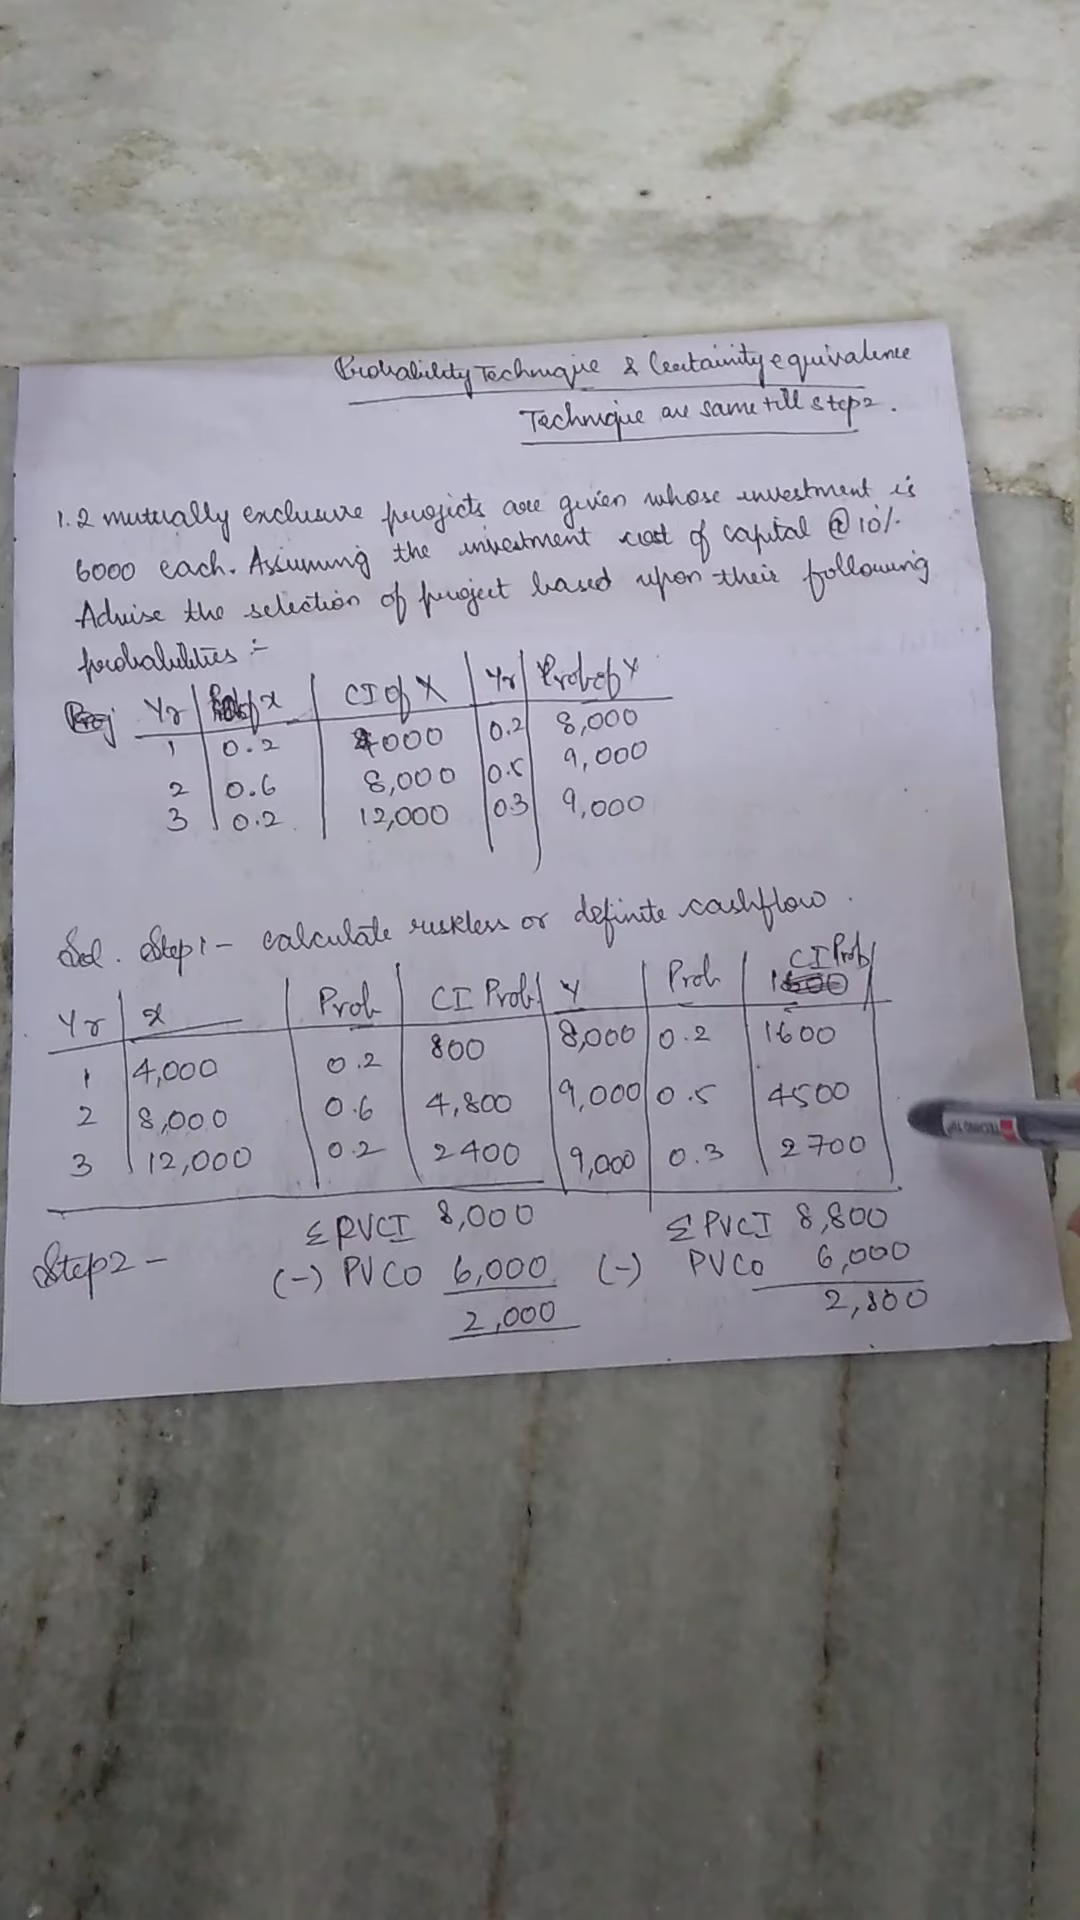 Probability Technique & Certainity equivalence
Technique are same till step2.
1. 2 mutually exclusive projects are given whose investment is
6000 each. Assuming the investment cost of capital @ 10%.
Advise the selection of project based upon their following
probabilities :-
Proj Yr Prob of x CI of X Yr Prob of Y
1 0.2 4000 0.2 8,000
2 0.6 8,000 0.5 9,000
3 0.2 12,000 0.3 9,000
Sol. Step1- calculate riskless or definite cashflow.
Yr x Prob CI Prob Y Prob CI Prob
1 4,000 0.2 800 8,000 0.2 1600
2 8,000 0.6 4,800 9,000 0.5 4500
3 12,000 0.2 2400 9,000 0.3 2700
Σ PVCI 8,000 Σ PVCI 8,800
Step2 - (-) PVCO 6,000 (-) PVCO 6,000
2,000 2,800
TECHNO TIP